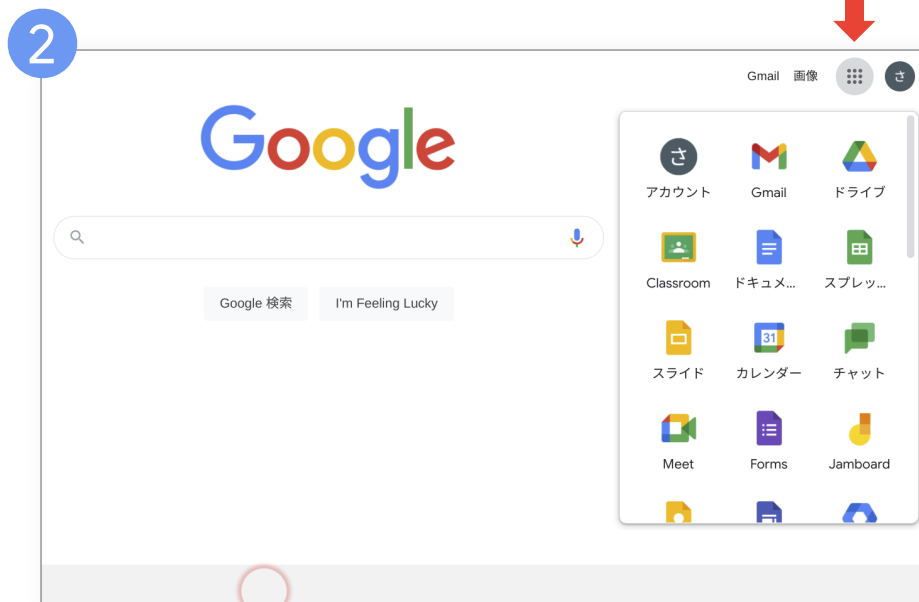 2
Gmail 画像 さ
Google
さ
アカウント Gmail ドライブ
Classroom ドキュメ... スプレッ...
31
スライド カレンダー チャット
Meet Forms Jamboard
Google 検索 I'm Feeling Lucky